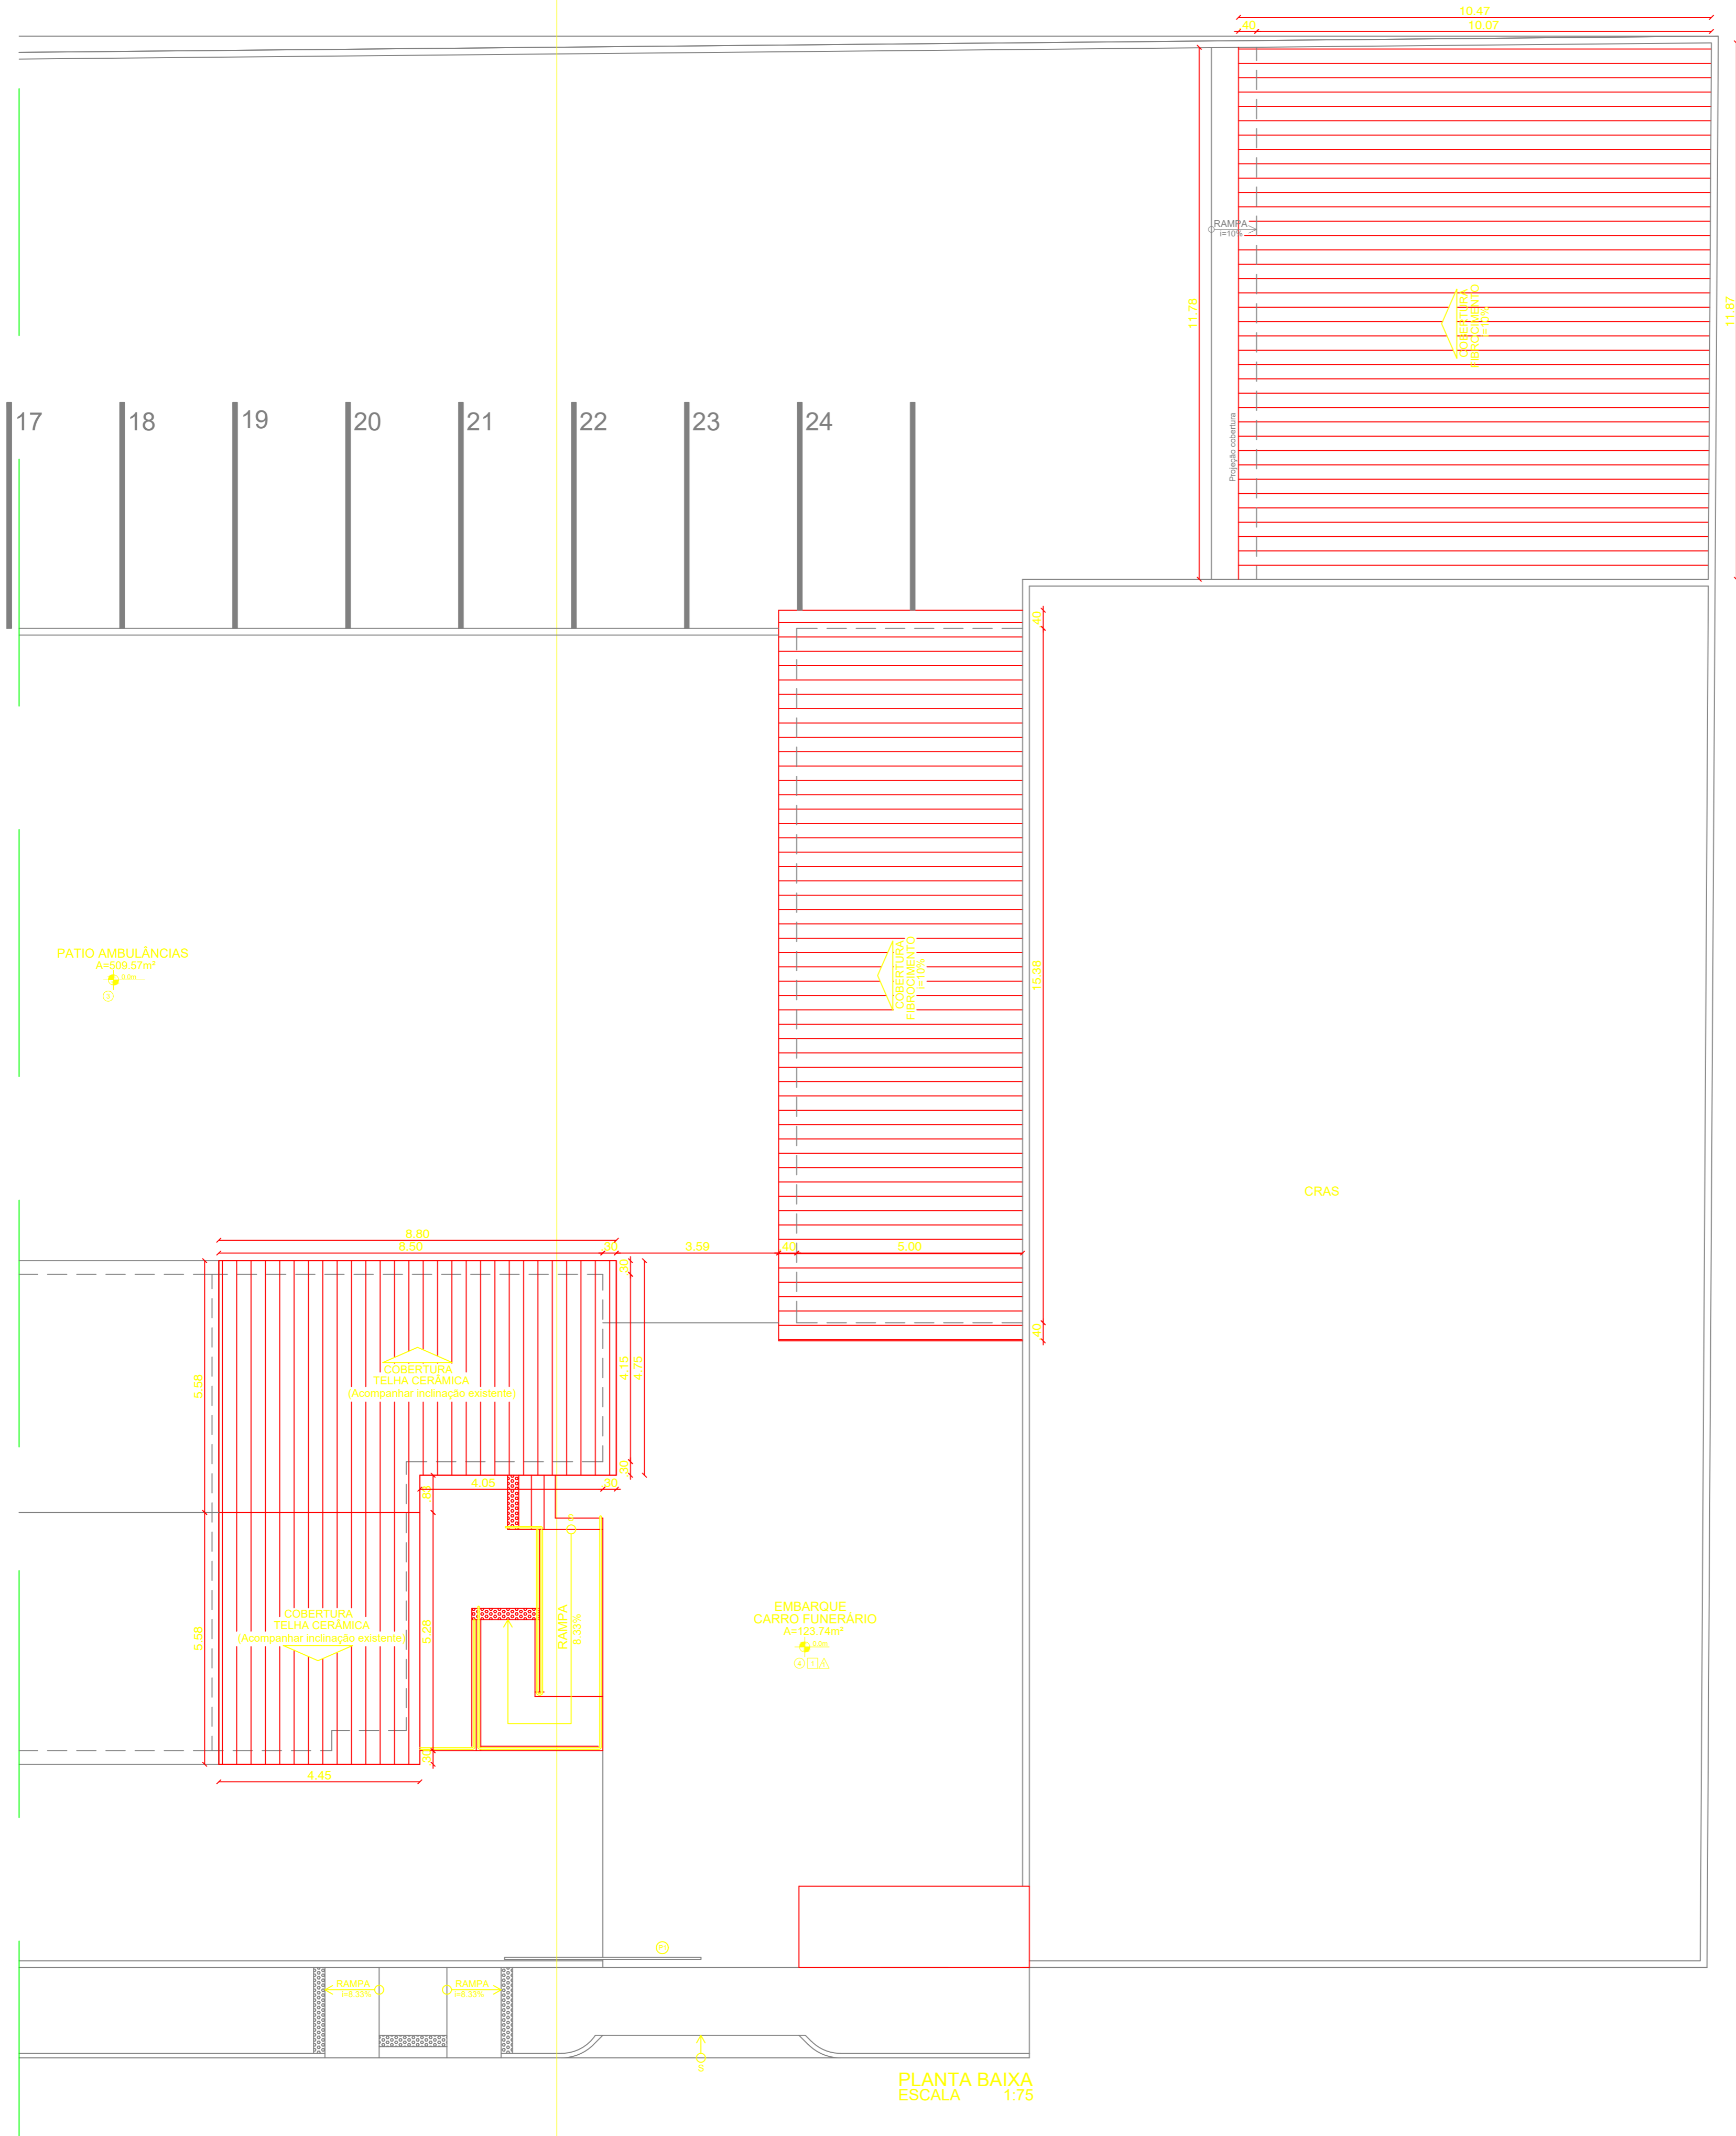 10.47
40
10.07
RAMPA
i=10%
11.78
11.87
COBERTURA
FIBROCIMENTO
i=10%
Projeção cobertura
17
18
19
20
21
22
23
24
40
PATIO AMBULÂNCIAS
COBERTURA
FIBROCIMENTO
i=10%
15.38
CRAS
8.80
8.50
30
3.59
40
5.00
30
40
5.58
4.15
4.75
COBERTURA
TELHA CERÂMICA
(Acompanhar inclinação existente)
30
4.05
30
COBERTURA
TELHA CERÂMICA
(Acompanhar inclinação existente)
5.58
5.28
RAMPA
8.33%
EMBARQUE
CARRO FUNERÁRIO
A=123.74m²
30
4.45
RAMPA
RAMPA
PLANTA BAIXA
ESCALA 1:75